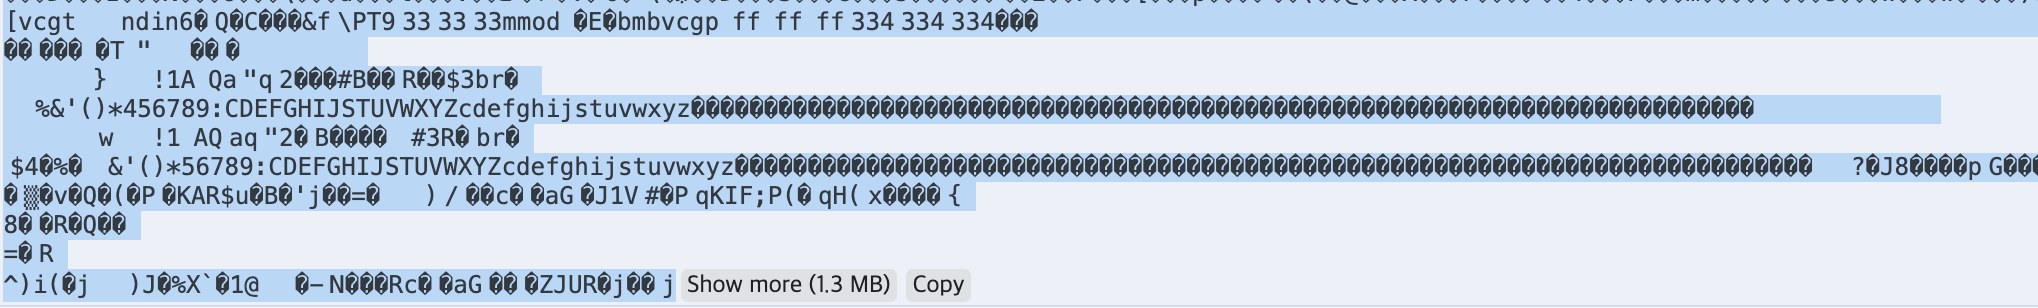 [vcgt ndin6� Q�C���&f \PT9 33 33 33mmod �E�bmbvcgp ff ff ff 334 334 334���
�� ��� �T " �� �
} !1A Qa "q 2���#B�� R��$3br�
%&'()*456789:CDEFGHIJSTUVWXYZcdefghijstuvwxyz
w !1 AQ aq "2� B���� #3R� br�
$4�%� &'()*56789:CDEFGHIJSTUVWXYZcdefghijstuvwxyz ?�J8����p G
�▒�v�Q�(�P �KAR$u�B�'j��=� ) / ��c� �aG �J1V #�P qKIF;P(� qH( x���� {
8� �R�Q��
=� R
^)i(�j )J�%X`�1@ �–N���Rc� �aG �� �ZJUR�j�� j Show more (1.3 MB) Copy